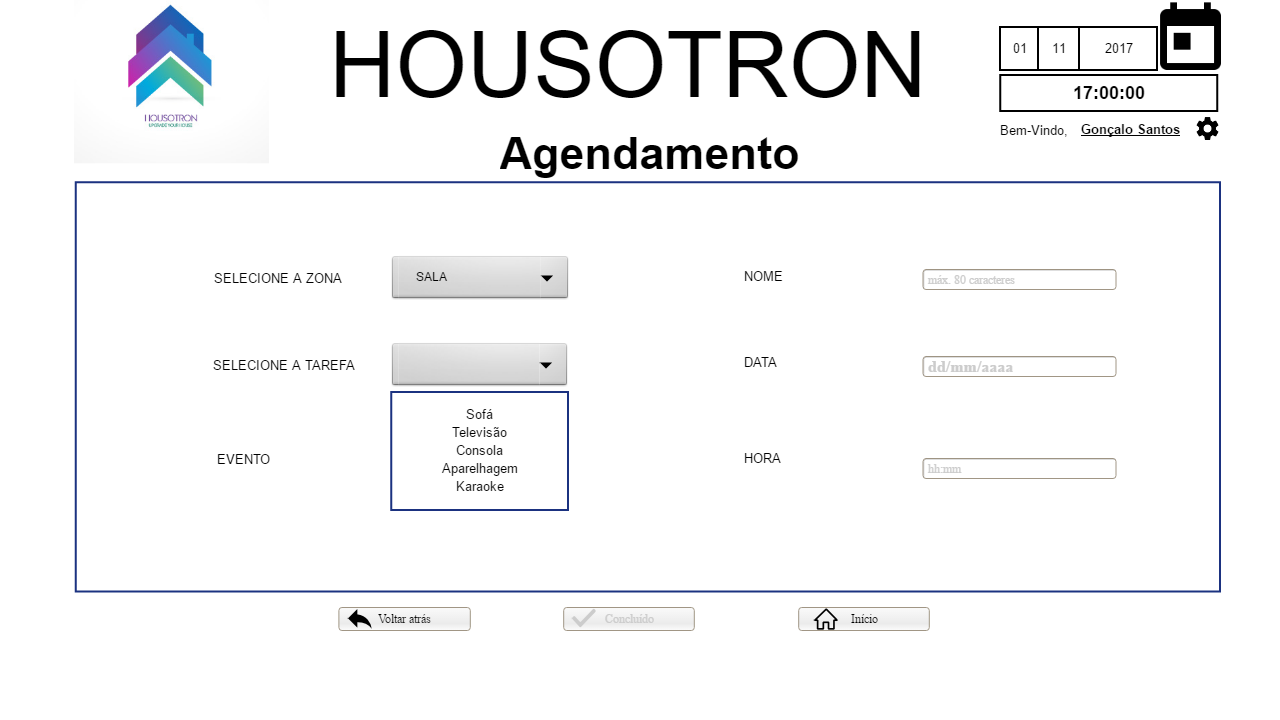 HOUSOTRON
UPGRADE YOUR HOUSE
HOUSOTRON
01 11 2017
17:00:00
Bem-Vindo, Gonçalo Santos
Agendamento
SELECIONE A ZONA
SALA
NOME
máx. 80 caracteres
SELECIONE A TAREFA
DATA
dd/mm/aaaa
Sofá
Televisão
Consola
Aparelhagem
Karaoke
EVENTO
HORA
hh:mm
Voltar atrás
Concluído
Início